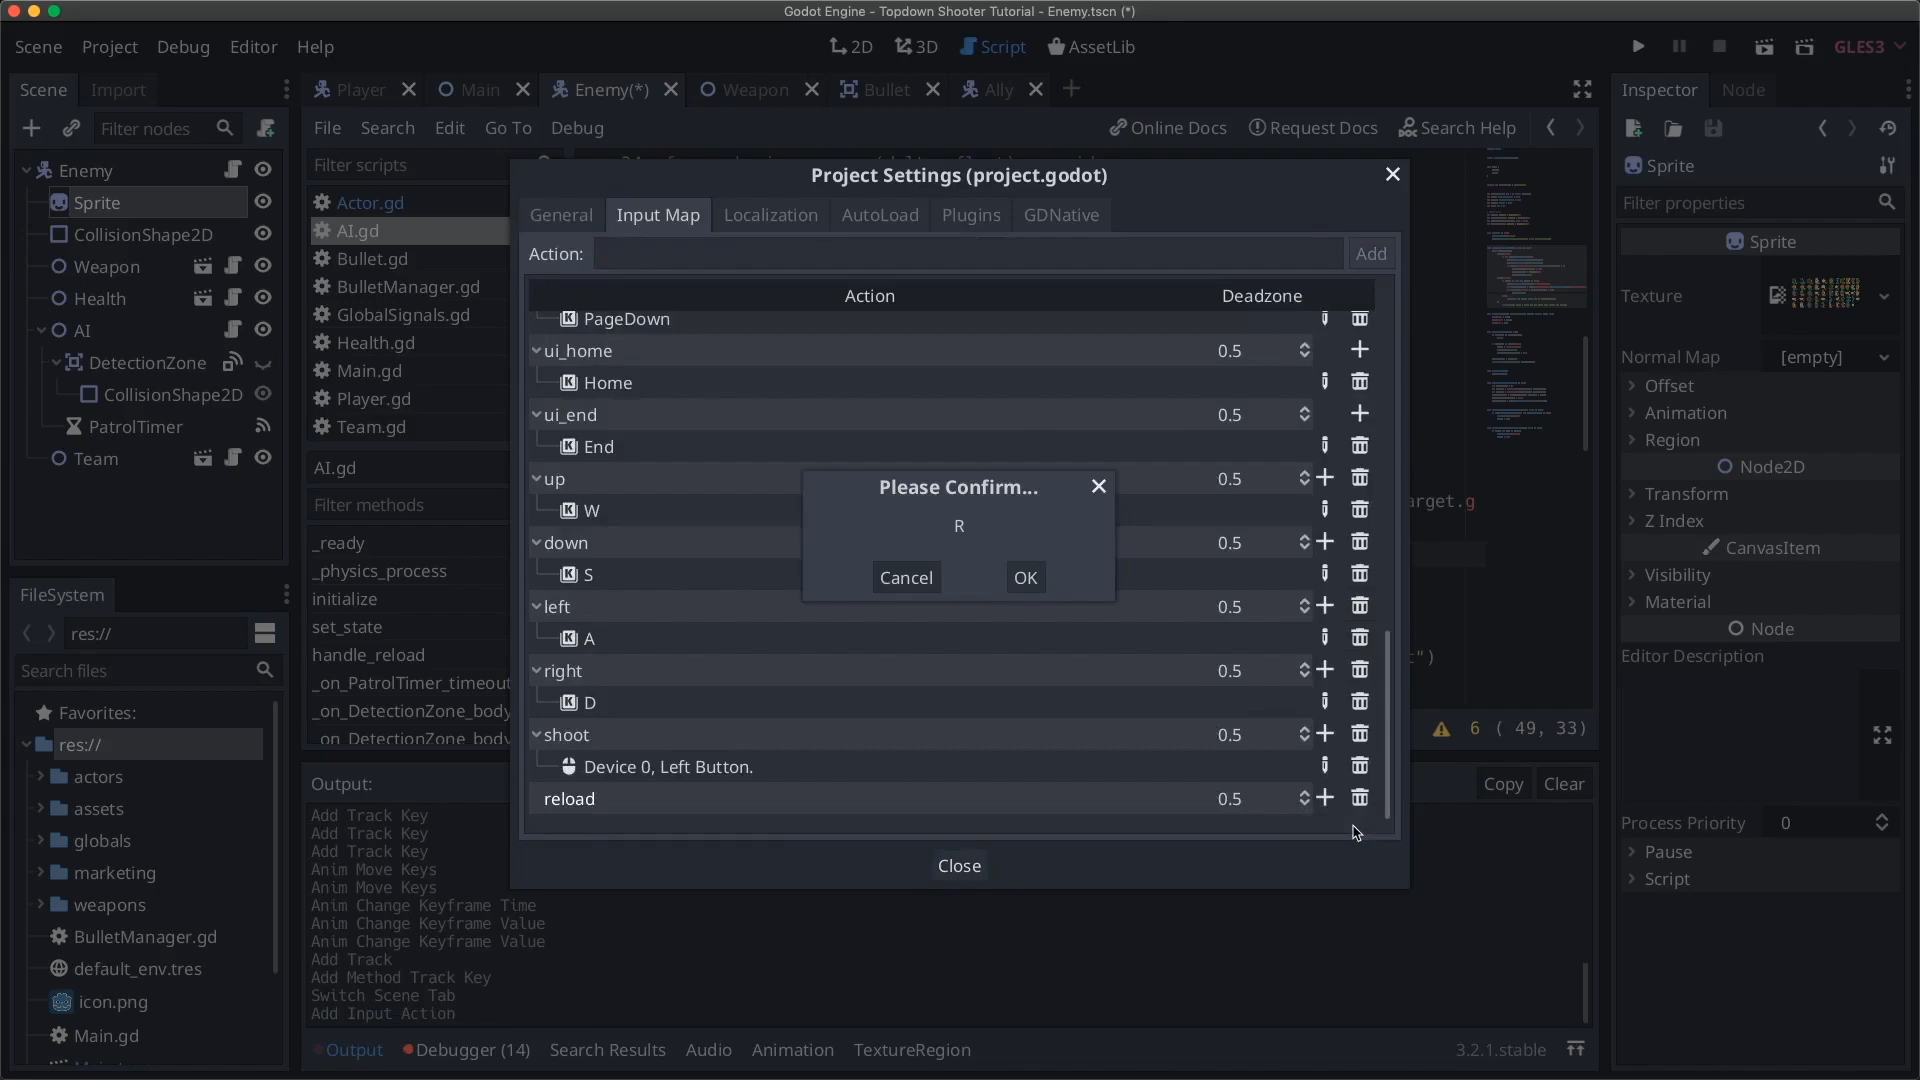 Godot Engine - Topdown Shooter Tutorial - Enemy.tscn (*)
Scene Project Debug Editor Help
2D 3D Script AssetLib
GLES3
Scene Import
Filter nodes
Enemy
Sprite
CollisionShape2D
Weapon
Health
AI
DetectionZone
CollisionShape2D
PatrolTimer
Team
FileSystem
res://
Search files
Favorites:
res://
actors
assets
globals
marketing
weapons
BulletManager.gd
default_env.tres
icon.png
Main.gd
Player Main Enemy(*) Weapon Bullet Ally
File Search Edit Go To Debug
Online Docs Request Docs Search Help
Filter scripts
Actor.gd
AI.gd
Bullet.gd
BulletManager.gd
GlobalSignals.gd
Health.gd
Main.gd
Player.gd
Team.gd
AI.gd
Filter methods
_ready
_physics_process
initialize
set_state
handle_reload
_on_PatrolTimer_timeout
_on_DetectionZone_body
_on_DetectionZone_body
arget.g
t")
6 ( 49, 33)
Project Settings (project.godot)
General Input Map Localization AutoLoad Plugins GDNative
Action: Add
Action Deadzone
PageDown
ui_home 0.5
Home
ui_end 0.5
End
up 0.5
W
down 0.5
S
left 0.5
A
right 0.5
D
shoot 0.5
Device 0, Left Button.
reload 0.5
Close
Please Confirm...
R
Cancel OK
Output: Copy Clear
Add Track Key
Add Track Key
Add Track Key
Anim Move Keys
Anim Move Keys
Anim Change Keyframe Time
Anim Change Keyframe Value
Anim Change Keyframe Value
Add Track
Add Method Track Key
Switch Scene Tab
Add Input Action
Output Debugger (14) Search Results Audio Animation TextureRegion 3.2.1.stable
Inspector Node
Sprite
Filter properties
Sprite
Texture
Normal Map [empty]
Offset
Animation
Region
Node2D
Transform
Z Index
CanvasItem
Visibility
Material
Node
Editor Description
Process Priority 0
Pause
Script